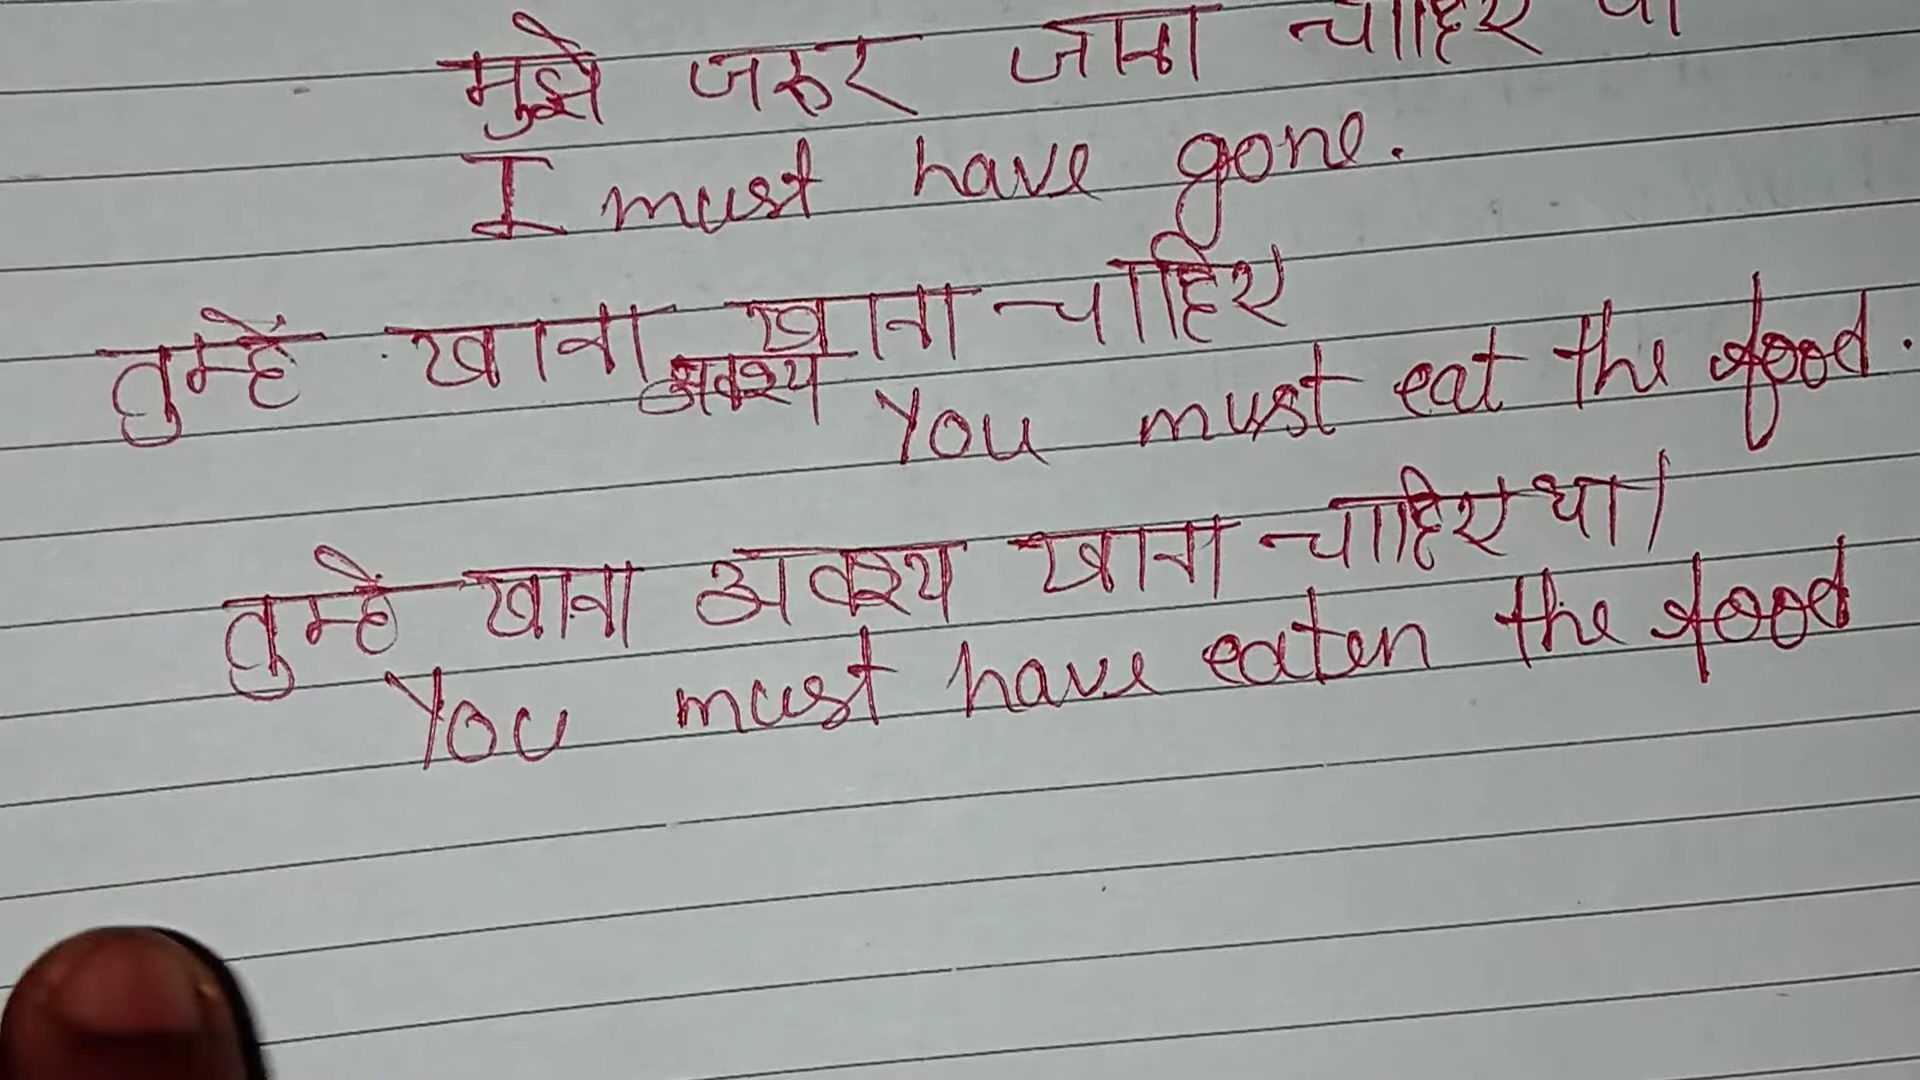 मुझे जरूर जाना चाहिए था
I must have gone.
तुम्हें खाना खाना चाहिए
अवश्य
You must eat the food.
तुम्हे खाना अवश्य खाना चाहिए था।
You must have eaten the food